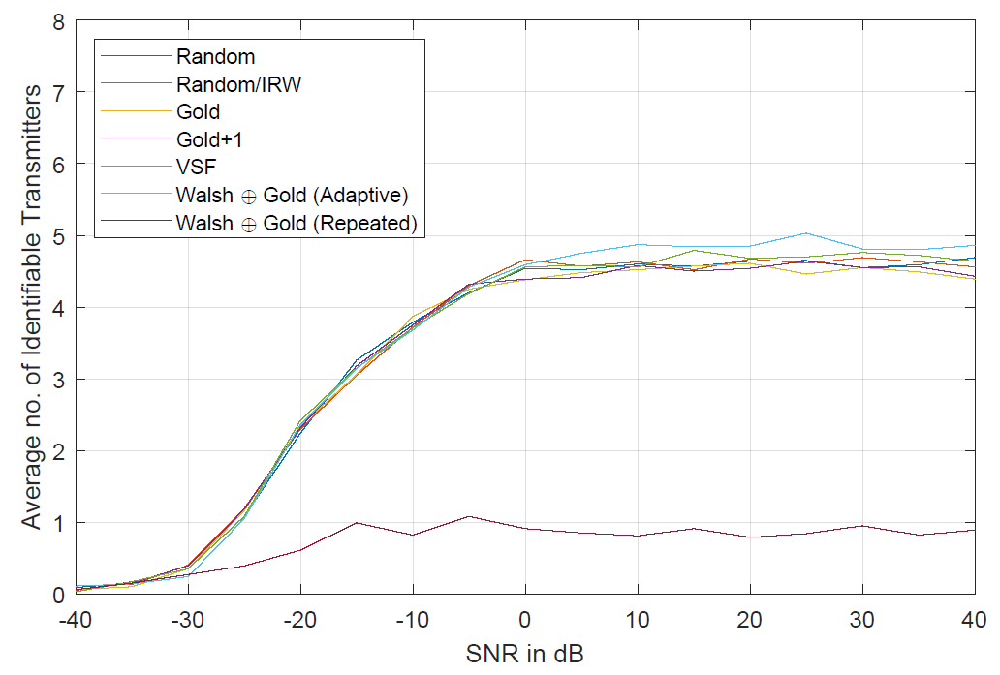 8
7
6
5
4
3
2
1
0
Average no. of Identifiable Transmitters
Random
Random/IRW
Gold
Gold+1
VSF
Walsh ⊕ Gold (Adaptive)
Walsh ⊕ Gold (Repeated)
-40 -30 -20 -10 0 10 20 30 40
SNR in dB